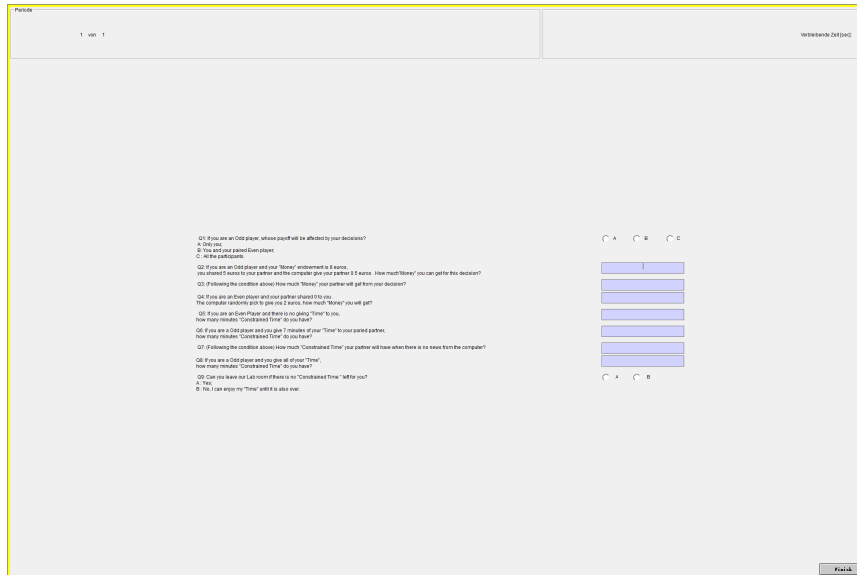 Periode
1 von 1
Verbleibende Zeit [sec]:
Q1: If you are an Odd player, whose payoff will be affected by your decisions?
A: Only you;
B: You and your paired Even player;
C: All the participants.
A B C
Q2: If you are an Odd player and your "Money" endowment is 8 euros,
you shared 5 euros to your partner and the computer give your partner 0.5 euros . How much"Money" you can get for this decision?
Q3: (Following the condition above) How much "Money" your partner will get from your decision?
Q4: If you are an Even player and your partner shared 0 to you.
The computer randomly pick to give you 2 euros, how much "Money" you will get?
Q5: If you are an Even Player and there is no giving "Time" to you,
how many minutes "Constrained Time" do you have?
Q6: If you are a Odd player and you give 7 minutes of your "Time" to your paried partner,
how many minutes "Constrained Time" do you have?
Q7: (Following the condition above) How much "Constrained Time" your partner will have when there is no news from the computer?
Q8: If you are a Odd player and you give all of your "Time",
how many minutes "Constrained Time" do you have?
Q9: Can you leave our Lab room if there is no "Constrained Time " left for you?
A : Yes;
B : No, I can enjoy my "Time" until it is also over.
A B
Finish